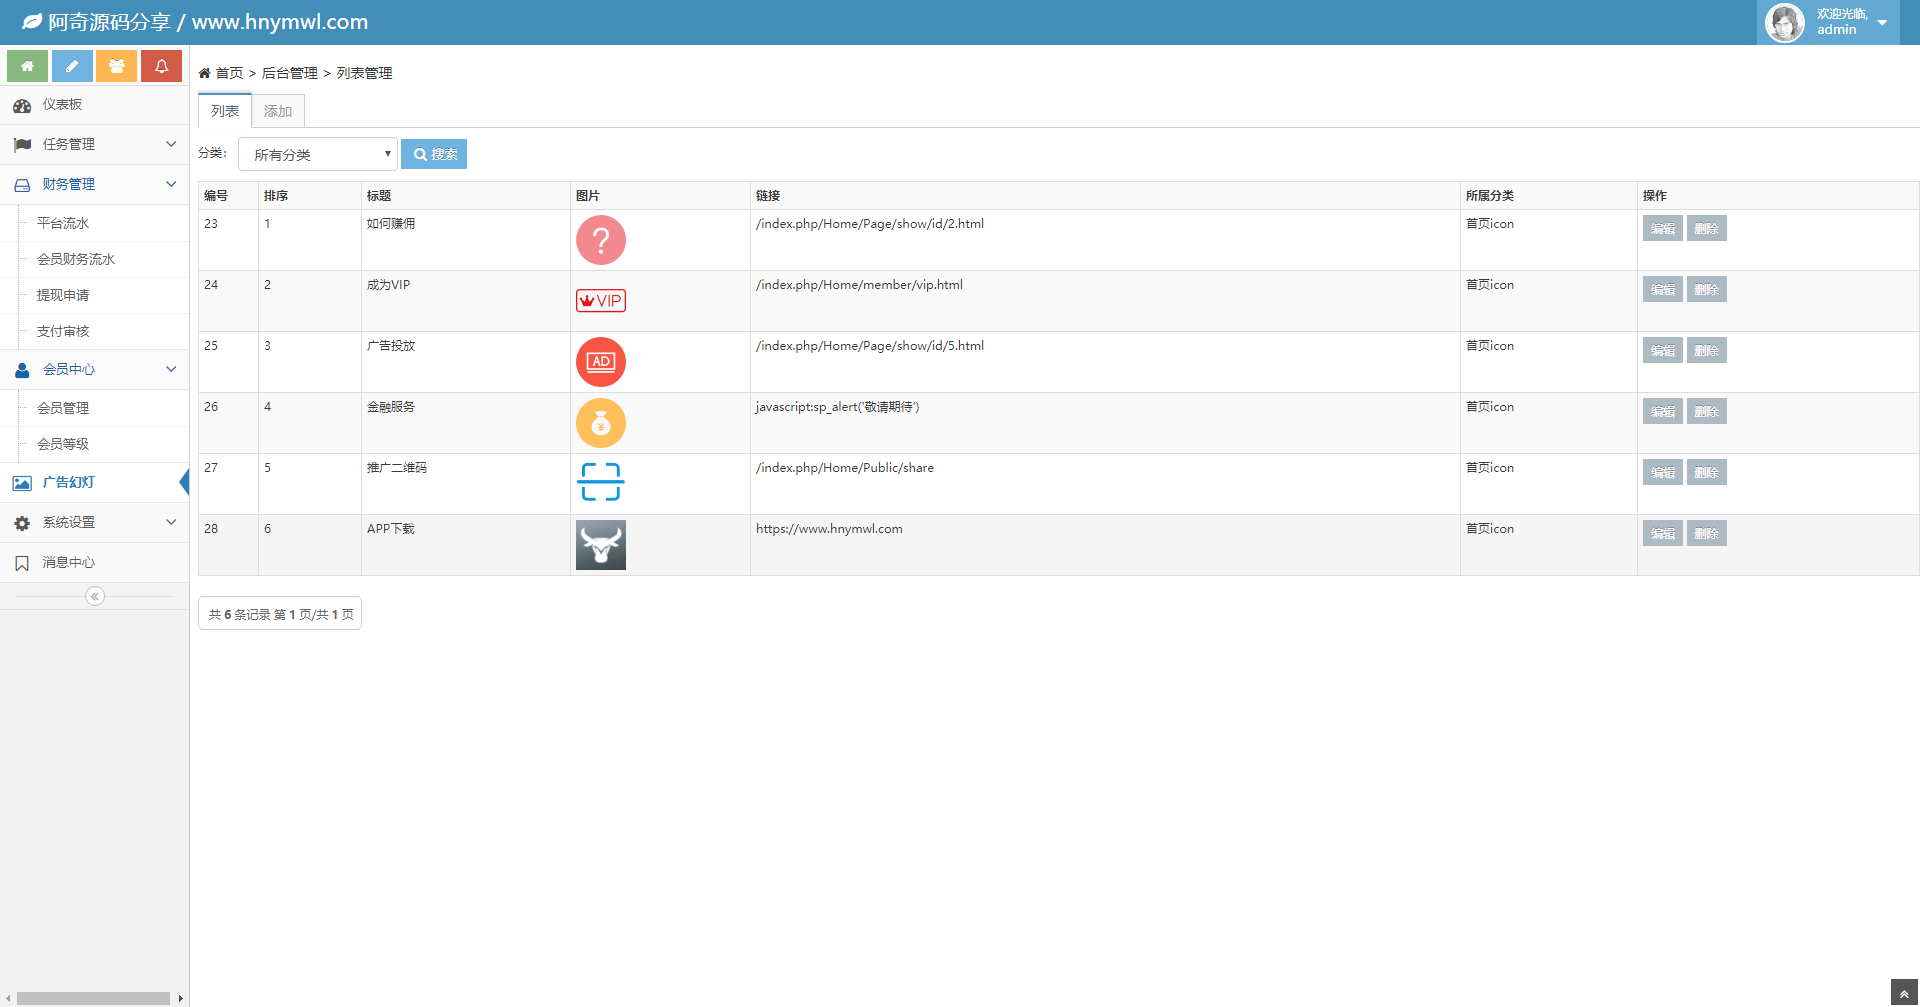 阿奇源码分享 / www.hnymwl.com
欢迎光临,
admin
首页 > 后台管理 > 列表管理
列表 添加
分类: 所有分类 搜索
仪表板
任务管理
财务管理
平台流水
会员财务流水
提现申请
支付审核
会员中心
会员管理
会员等级
广告幻灯
系统设置
消息中心
编号 排序 标题 图片 链接 所属分类 操作
23 1 如何赚佣 ? /index.php/Home/Page/show/id/2.html 首页icon 编辑 删除
24 2 成为VIP VIP /index.php/Home/member/vip.html 首页icon 编辑 删除
25 3 广告投放 AD /index.php/Home/Page/show/id/5.html 首页icon 编辑 删除
26 4 金融服务 ¥ javascript:sp_alert('敬请期待') 首页icon 编辑 删除
27 5 推广二维码 /index.php/Home/Public/share 首页icon 编辑 删除
28 6 APP下载 https://www.hnymwl.com 首页icon 编辑 删除
共 6 条记录 第 1 页/共 1 页